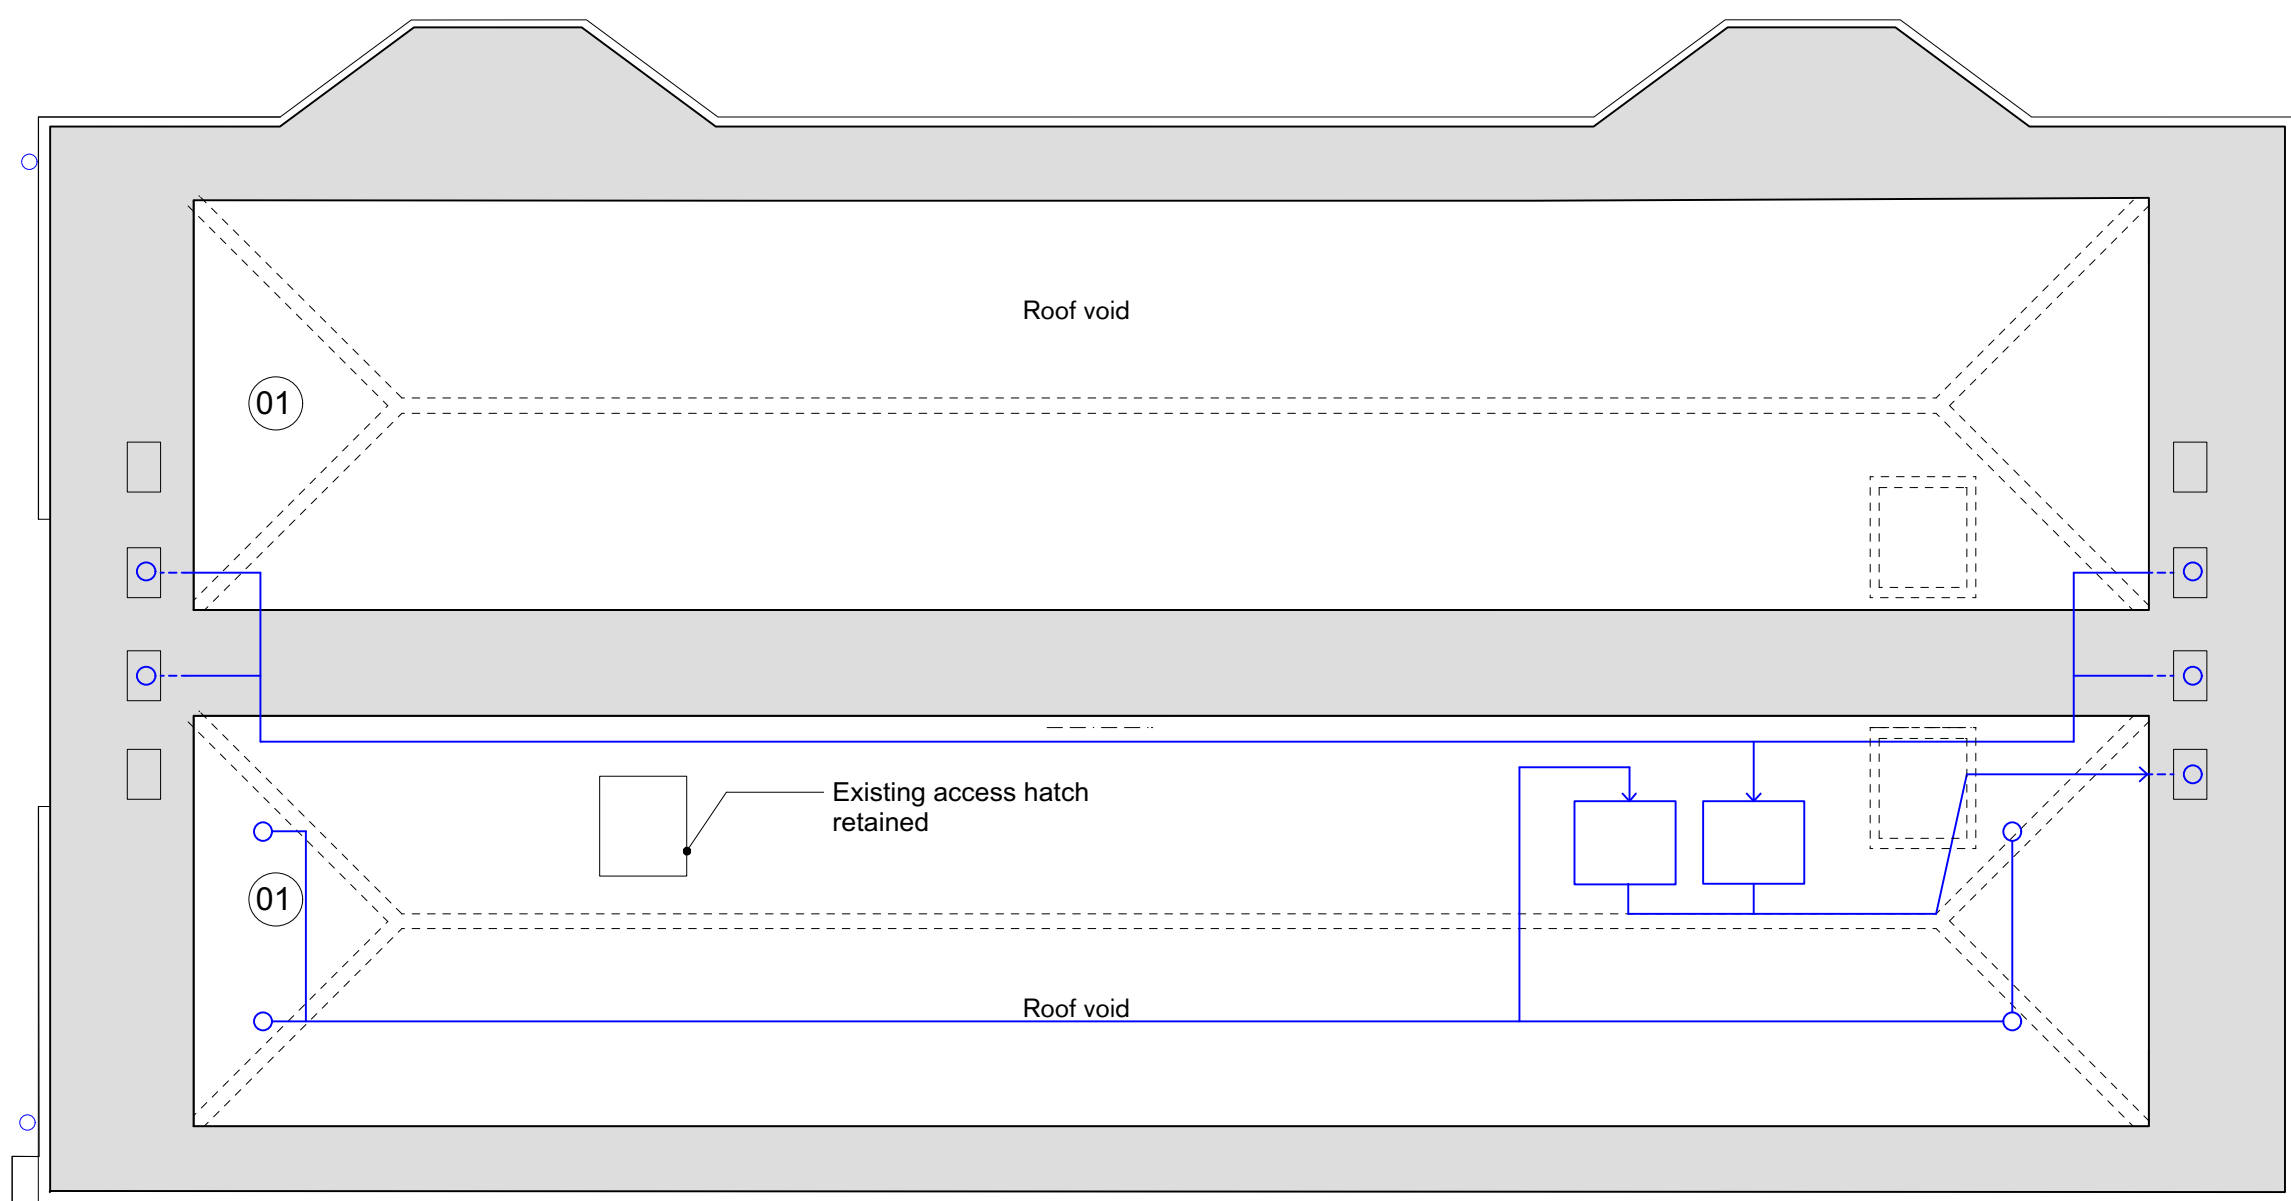 Roof void
01
Existing access hatch
retained
01
Roof void